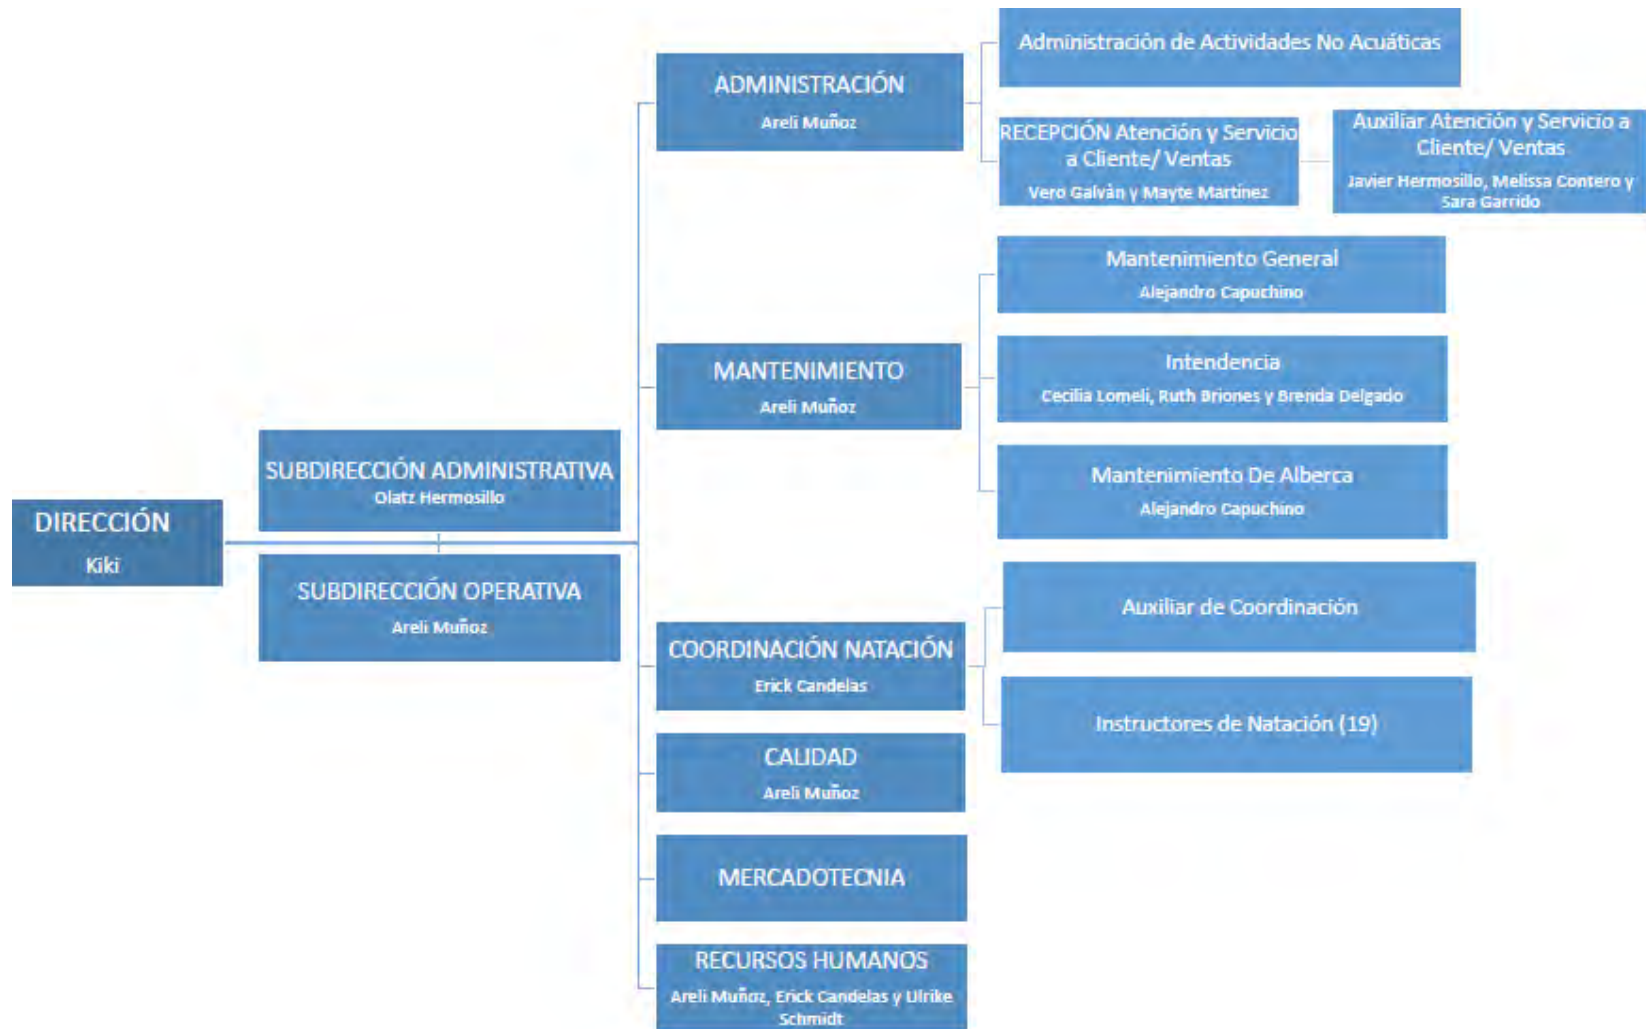 DIRECCIÓN
Kiki
SUBDIRECCIÓN ADMINISTRATIVA
Olatz Hermosillo
SUBDIRECCIÓN OPERATIVA
Areli Muñoz
ADMINISTRACIÓN
Areli Muñoz
Administración de Actividades No Acuáticas
RECEPCIÓN Atención y Servicio
a Cliente/ Ventas
Vero Galvàn y Mayte Martínez
Auxiliar Atención y Servicio a
Cliente/ Ventas
Javier Hermosillo, Melissa Contero y
Sara Garrido
MANTENIMIENTO
Areli Muñoz
Mantenimiento General
Alejandro Capuchino
Intendencia
Cecilia Lomeli, Ruth Briones y Brenda Delgado
Mantenimiento De Alberca
Alejandro Capuchino
COORDINACIÓN NATACIÓN
Erick Candelas
Auxiliar de Coordinación
Instructores de Natación (19)
CALIDAD
Areli Muñoz
MERCADOTECNIA
RECURSOS HUMANOS
Areli Muñoz, Erick Candelas y Ulrike
Schmidt